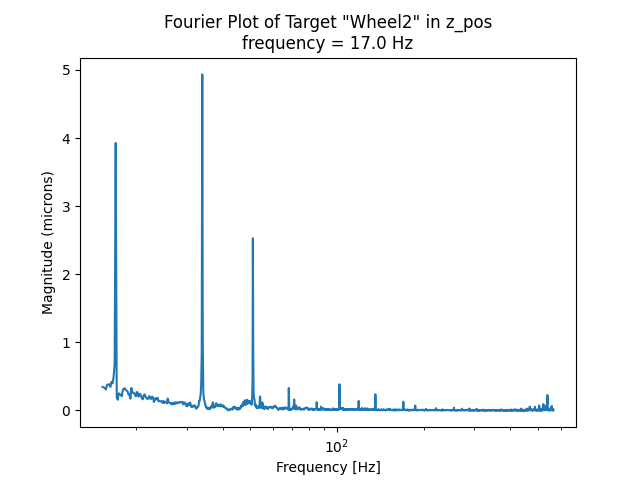 Fourier Plot of Target "Wheel2" in z_pos
frequency = 17.0 Hz
5
4
3
2
1
0
Magnitude (microns)
10²
Frequency [Hz]